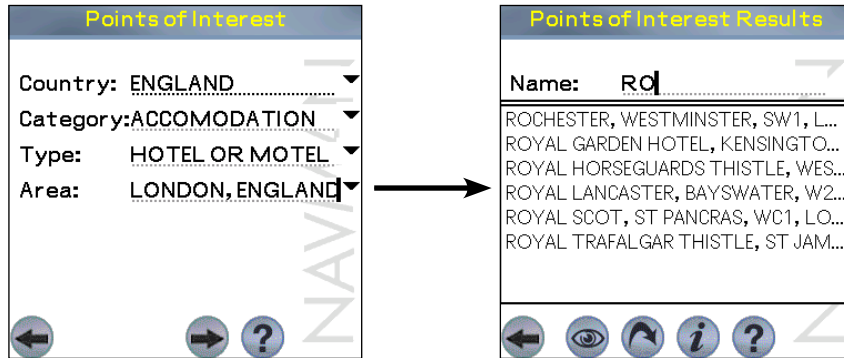 Points of Interest
Country: ENGLAND
Category: ACCOMODATION
Type: HOTEL OR MOTEL
Area: LONDON, ENGLAND
?
Points of Interest Results
Name: RO
ROCHESTER, WESTMINSTER, SW1, L...
ROYAL GARDEN HOTEL, KENSINGTO...
ROYAL HORSEGUARDS THISTLE, WES...
ROYAL LANCASTER, BAYSWATER, W2...
ROYAL SCOT, ST PANCRAS, WC1, LO...
ROYAL TRAFALGAR THISTLE, ST JAM...
i ?